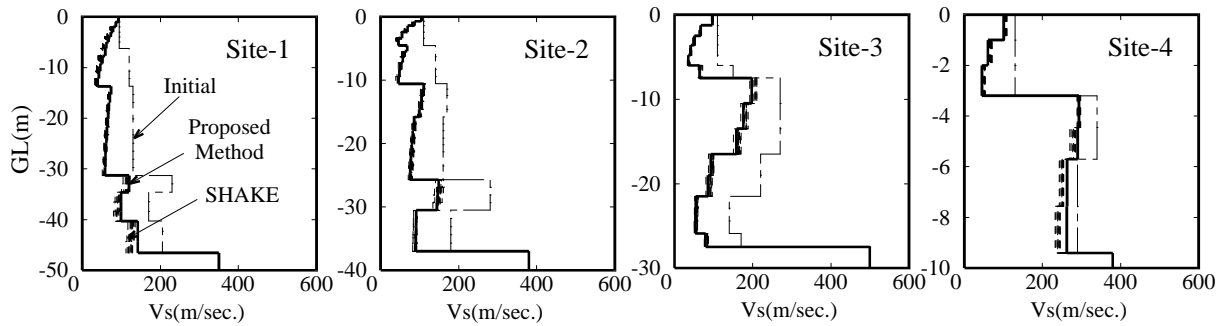 Site-1
GL(m)
0
-10
-20
-30
-40
-50
Initial
Proposed
Method
SHAKE
0
200
400
600
Vs(m/sec.)
Site-2
0
-10
-20
-30
-40
0
200
400
600
Vs(m/sec.)
Site-3
0
-10
-20
-30
0
200
400
600
Vs(m/sec.)
Site-4
0
-2
-4
-6
-8
-10
0
200
400
600
Vs(m/sec.)